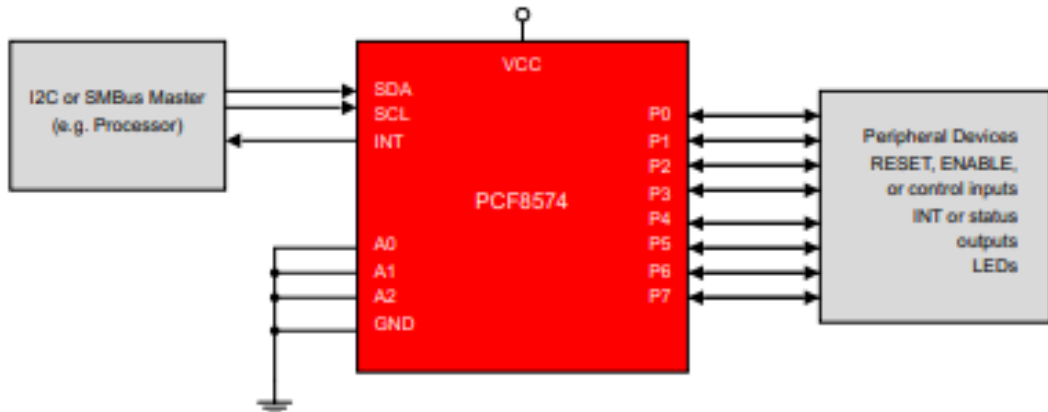 I2C or SMBus Master
(e.g. Processor)
VCC
SDA
SCL
INT
PCF8574
A0
A1
A2
GND
P0
P1
P2
P3
P4
P5
P6
P7
Peripheral Devices
RESET, ENABLE,
or control inputs
INT or status
outputs
LEDs